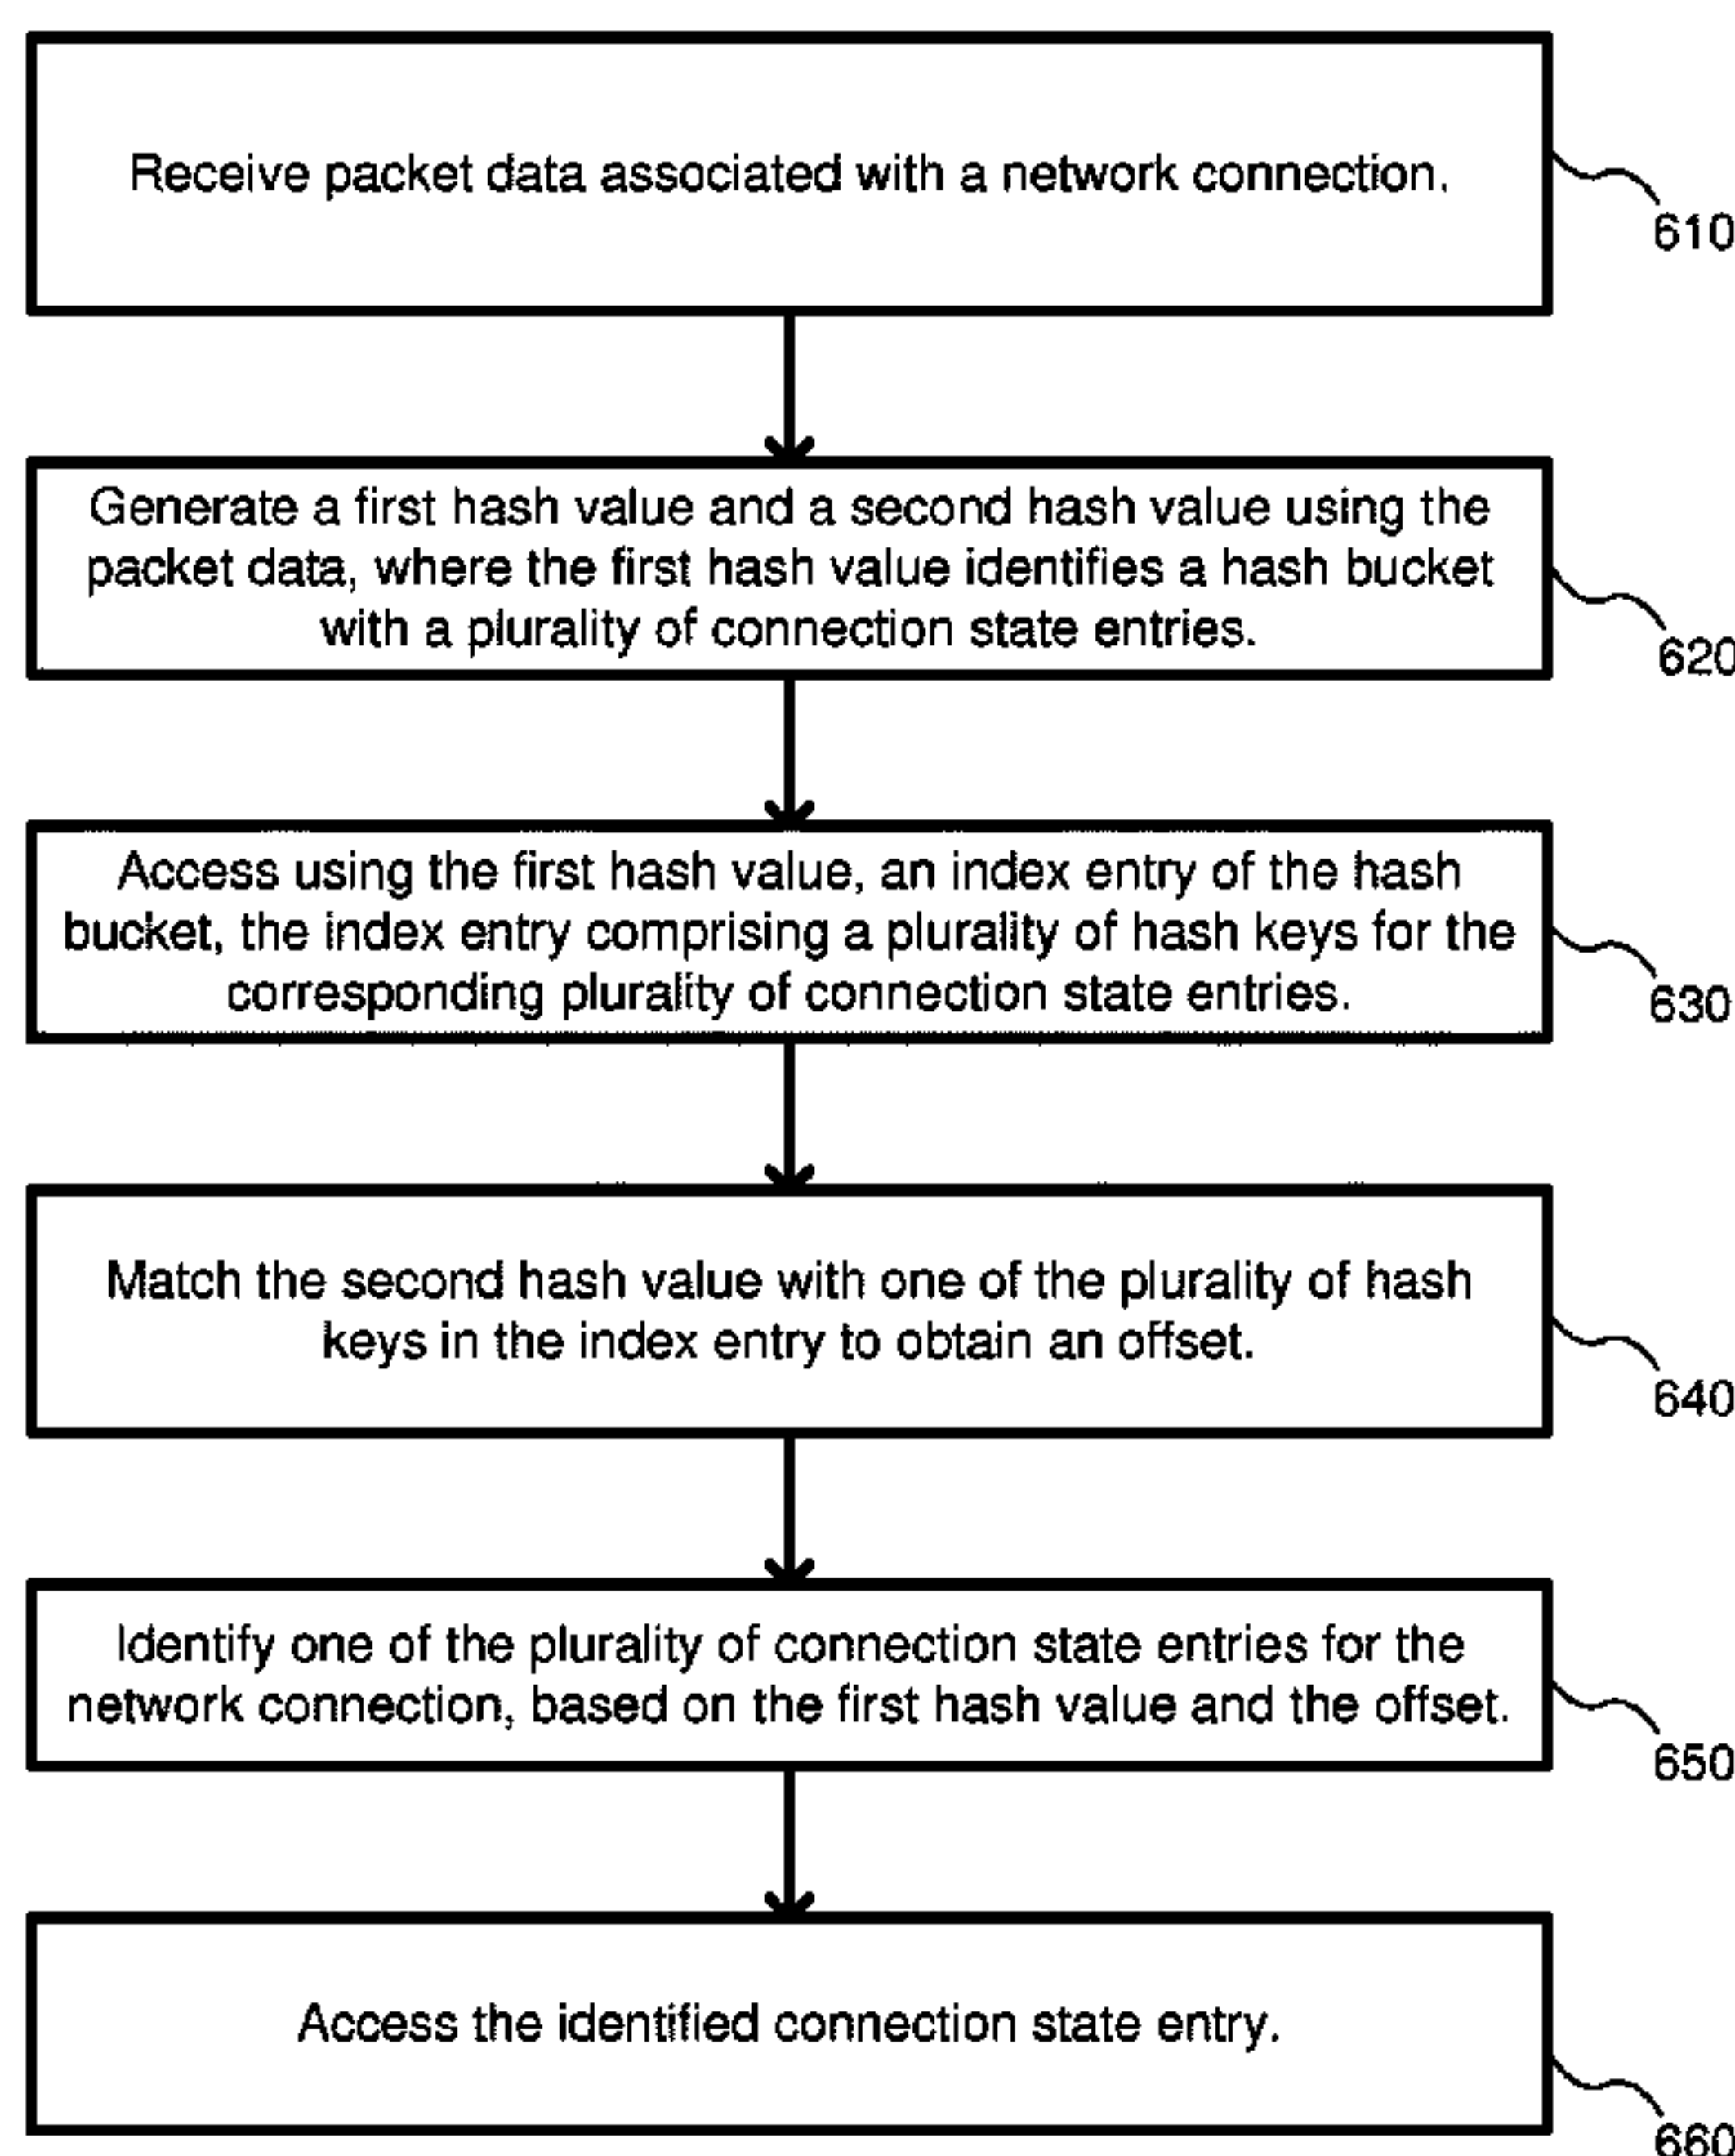 Receive packet data associated with a network connection.
610
Generate a first hash value and a second hash value using the
packet data, where the first hash value identifies a hash bucket
with a plurality of connection state entries.
620
Access using the first hash value, an index entry of the hash
bucket, the index entry comprising a plurality of hash keys for the
corresponding plurality of connection state entries.
630
Match the second hash value with one of the plurality of hash
keys in the index entry to obtain an offset.
640
Identify one of the plurality of connection state entries for the
network connection, based on the first hash value and the offset.
650
Access the identified connection state entry.
660